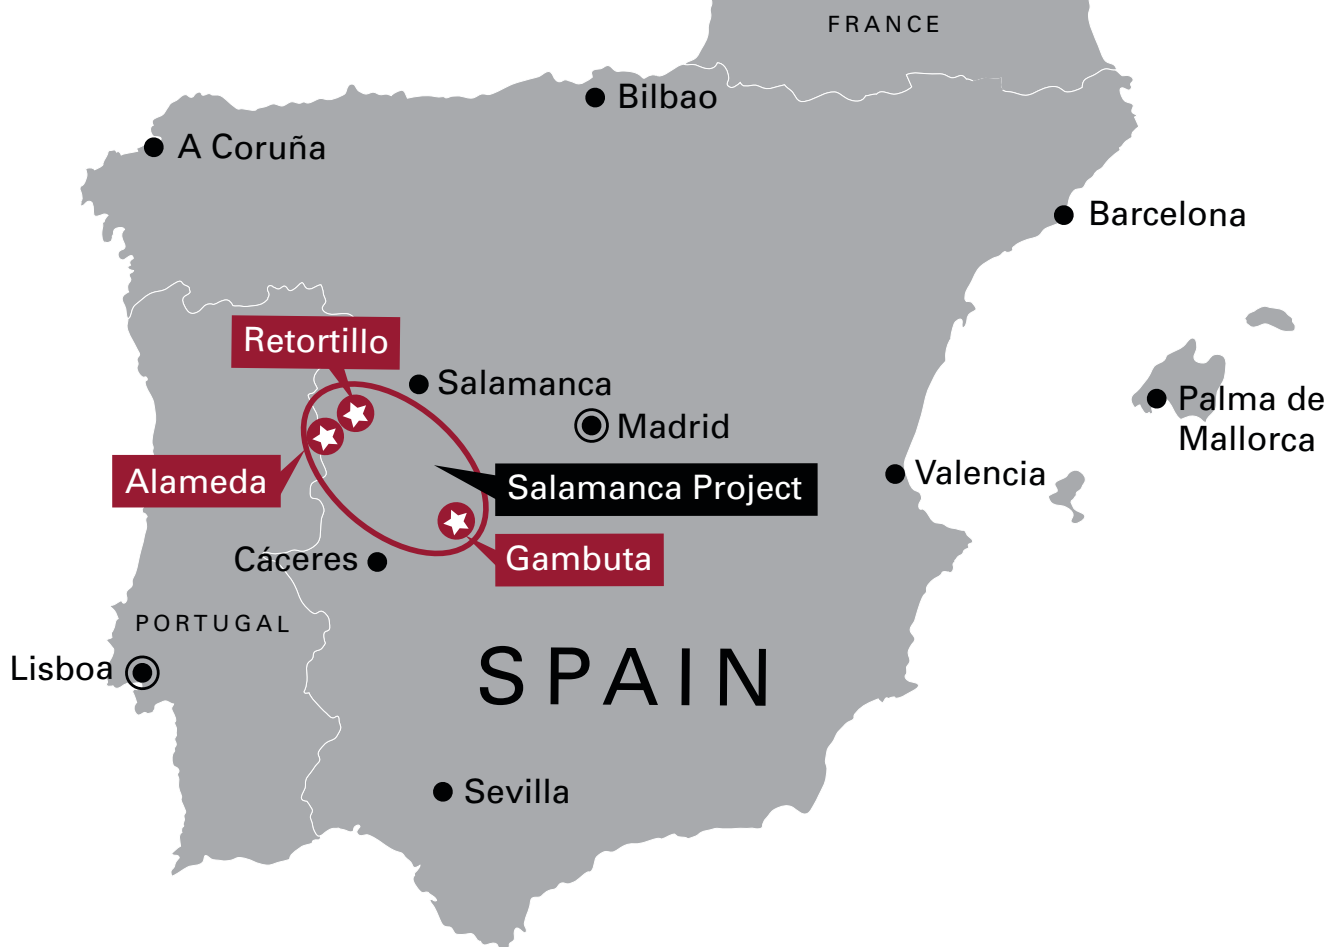 FRANCE
Bilbao
A Coruña
Barcelona
Retortillo
Salamanca
Madrid
Palma de
Mallorca
Alameda
Salamanca Project
Valencia
Gambuta
Cáceres
PORTUGAL
Lisboa
SPAIN
Sevilla